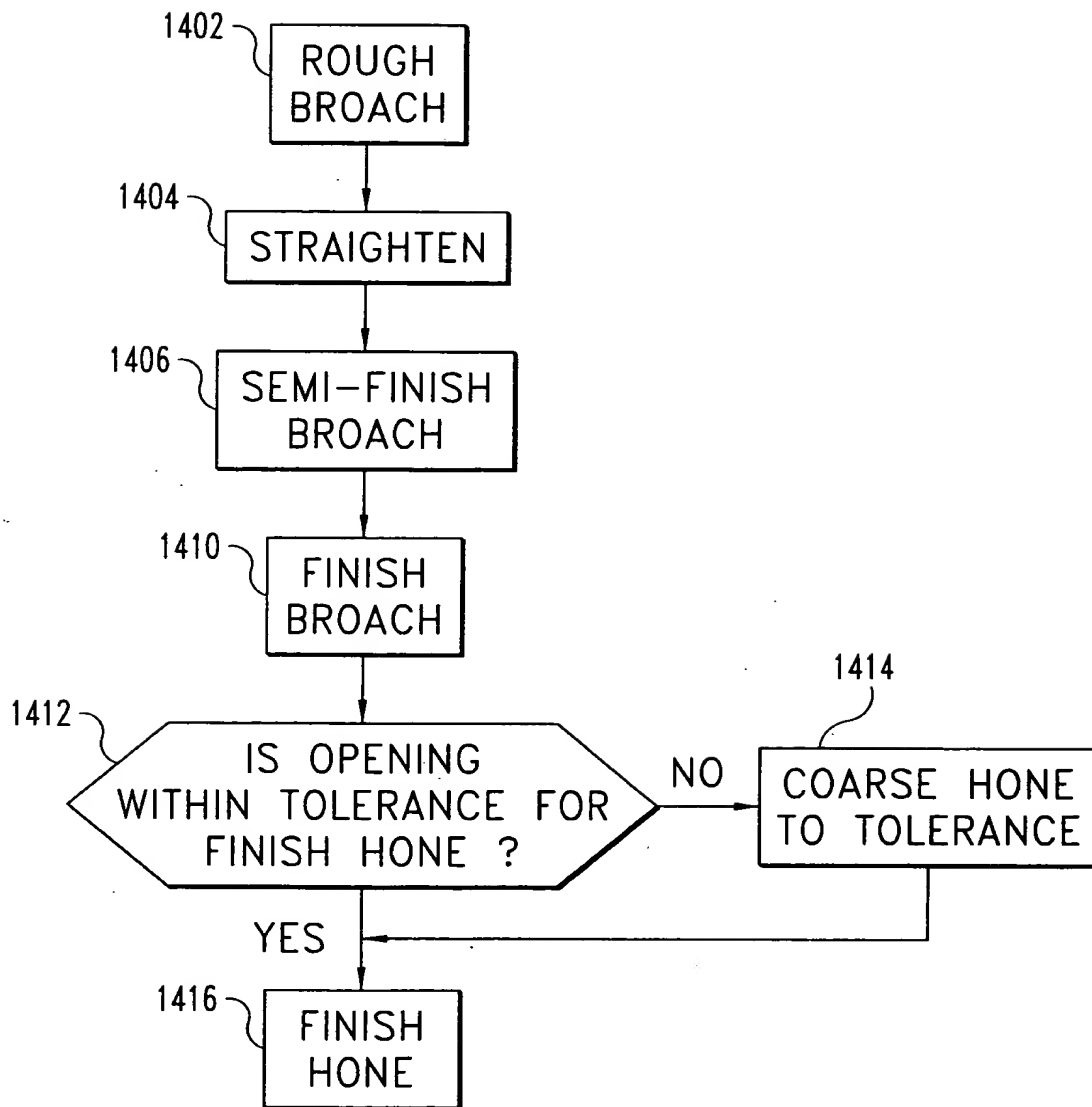 1402
ROUGH
BROACH
1404
STRAIGHTEN
1406
SEMI-FINISH
BROACH
1410
FINISH
BROACH
1412
IS OPENING
WITHIN TOLERANCE FOR
FINISH HONE ?
NO
1414
COARSE HONE
TO TOLERANCE
YES
1416
FINISH
HONE